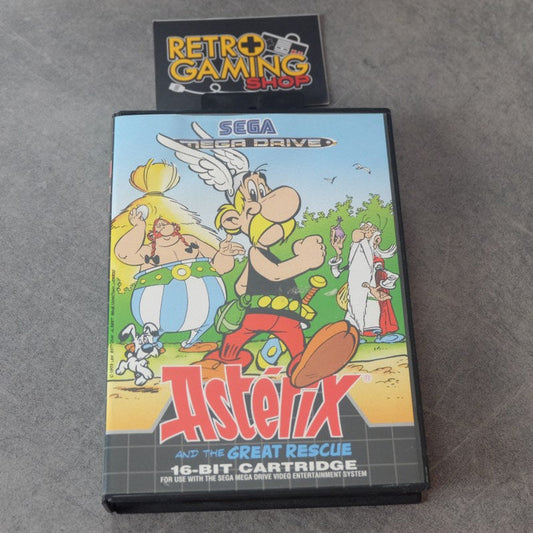 RETRO
GAMING
SHOP
SEGA
MEGA DRIVE
Astérix ®
AND THE GREAT RESCUE
16-BIT CARTRIDGE
FOR USE WITH THE SEGA MEGA DRIVE VIDEO ENTERTAINMENT SYSTEM